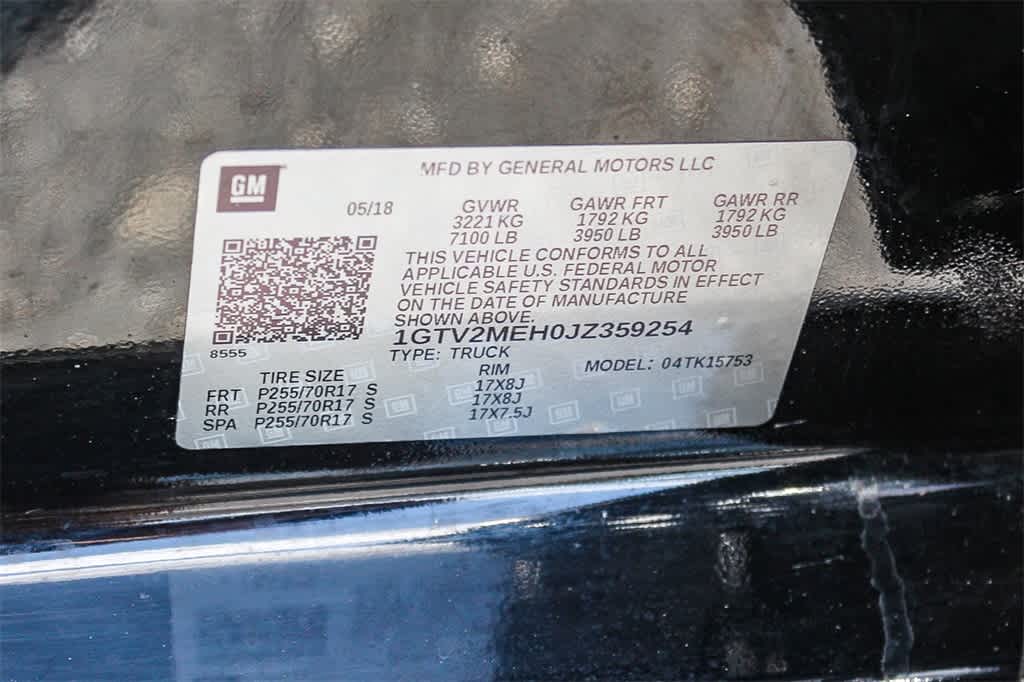 GM
MFD BY GENERAL MOTORS LLC
05/18
GVWR GAWR FRT GAWR RR
3221 KG 1792 KG 1792 KG
7100 LB 3950 LB 3950 LB
THIS VEHICLE CONFORMS TO ALL
APPLICABLE U.S. FEDERAL MOTOR
VEHICLE SAFETY STANDARDS IN EFFECT
ON THE DATE OF MANUFACTURE
SHOWN ABOVE.
1GTV2MEH0JZ359254
8555
TYPE: TRUCK
MODEL: 04TK15753
TIRE SIZE RIM
FRT P255/70R17 S 17X8J
RR P255/70R17 S 17X8J
SPA P255/70R17 S 17X7.5J